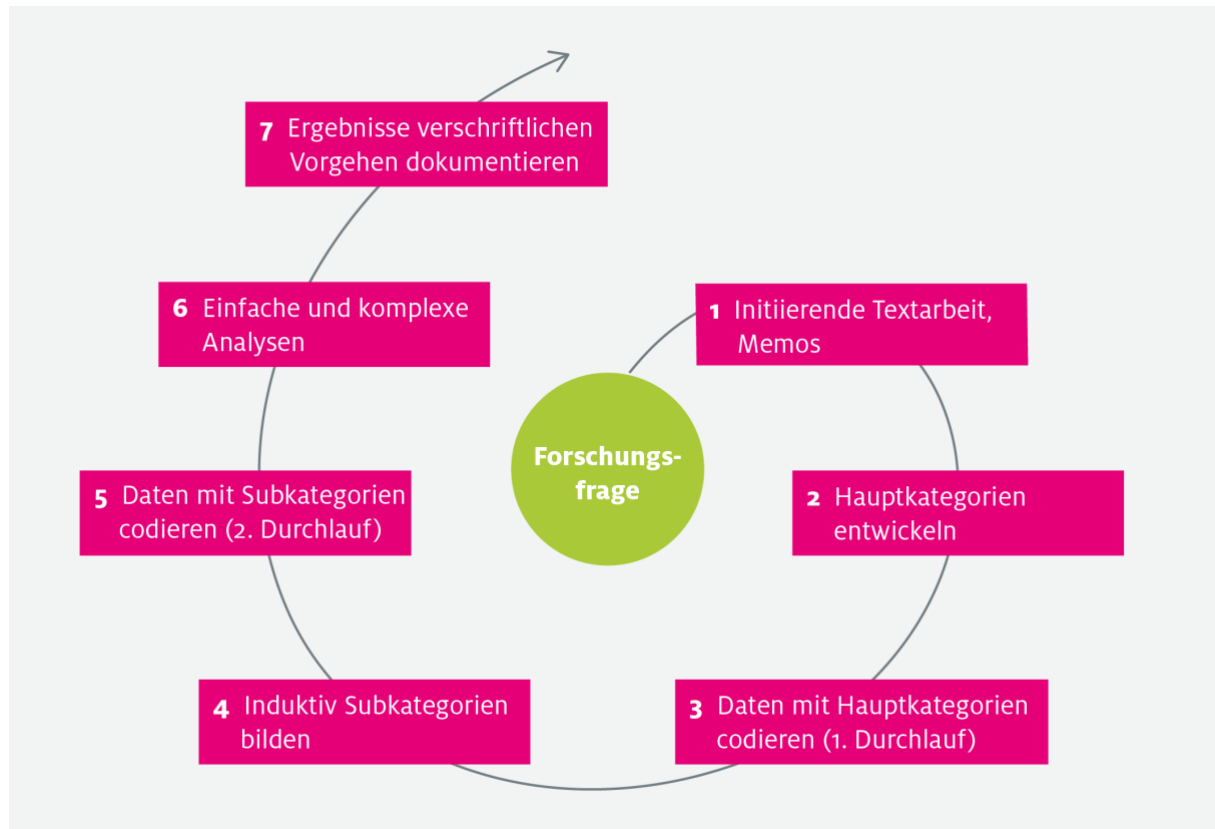 7 Ergebnisse verschriftlichen
Vorgehen dokumentieren
6 Einfache und komplexe
Analysen
1 Initiierende Textarbeit,
Memos
Forschungs-
frage
5 Daten mit Subkategorien
codieren (2. Durchlauf)
2 Hauptkategorien
entwickeln
4 Induktiv Subkategorien
bilden
3 Daten mit Hauptkategorien
codieren (1. Durchlauf)